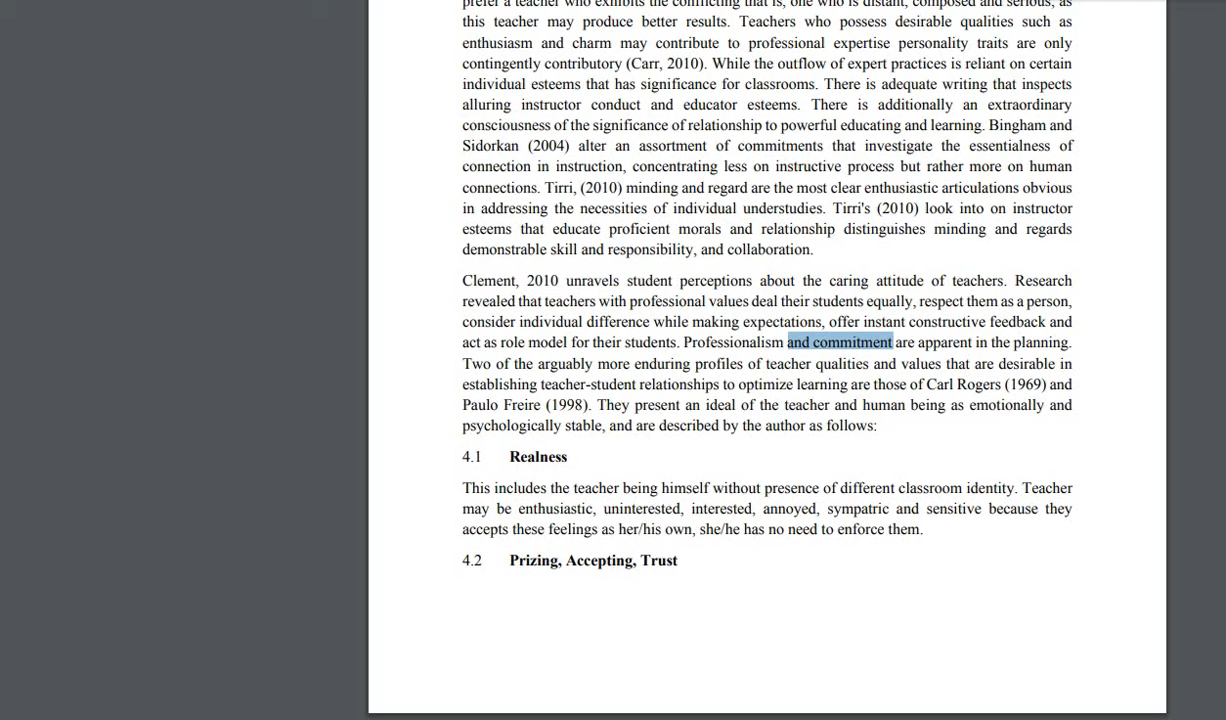 prefer a teacher who exhibits the conflicting that is, one who is distant, composed and serious, as
this teacher may produce better results. Teachers who possess desirable qualities such as
enthusiasm and charm may contribute to professional expertise personality traits are only
contingently contributory (Carr, 2010). While the outflow of expert practices is reliant on certain
individual esteems that has significance for classrooms. There is adequate writing that inspects
alluring instructor conduct and educator esteems. There is additionally an extraordinary
consciousness of the significance of relationship to powerful educating and learning. Bingham and
Sidorkan (2004) alter an assortment of commitments that investigate the essentialness of
connection in instruction, concentrating less on instructive process but rather more on human
connections. Tirri, (2010) minding and regard are the most clear enthusiastic articulations obvious
in addressing the necessities of individual understudies. Tirri's (2010) look into on instructor
esteems that educate proficient morals and relationship distinguishes minding and regards
demonstrable skill and responsibility, and collaboration.
Clement, 2010 unravels student perceptions about the caring attitude of teachers. Research
revealed that teachers with professional values deal their students equally, respect them as a person,
consider individual difference while making expectations, offer instant constructive feedback and
act as role model for their students. Professionalism and commitment are apparent in the planning.
Two of the arguably more enduring profiles of teacher qualities and values that are desirable in
establishing teacher-student relationships to optimize learning are those of Carl Rogers (1969) and
Paulo Freire (1998). They present an ideal of the teacher and human being as emotionally and
psychologically stable, and are described by the author as follows:
4.1 Realness
This includes the teacher being himself without presence of different classroom identity. Teacher
may be enthusiastic, uninterested, interested, annoyed, sympatric and sensitive because they
accepts these feelings as her/his own, she/he has no need to enforce them.
4.2 Prizing, Accepting, Trust